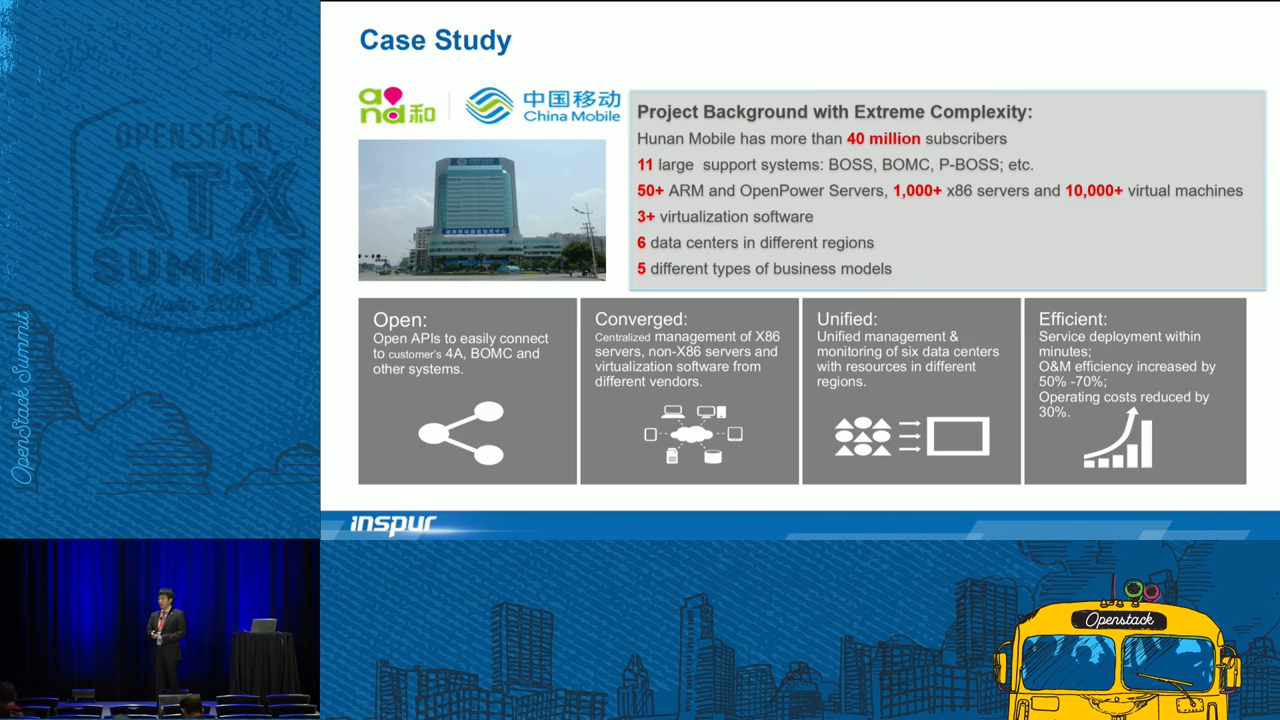 Case Study
and和
中国移动
China Mobile
Project Background with Extreme Complexity:
Hunan Mobile has more than 40 million subscribers
11 large support systems: BOSS, BOMC, P-BOSS; etc.
50+ ARM and OpenPower Servers, 1,000+ x86 servers and 10,000+ virtual machines
3+ virtualization software
6 data centers in different regions
5 different types of business models
Open:
Open APIs to easily connect
to customer's 4A, BOMC and
other systems.
Converged:
Centralized management of X86
servers, non-X86 servers and
virtualization software from
different vendors.
Unified:
Unified management &
monitoring of six data centers
with resources in different
regions.
Efficient:
Service deployment within
minutes;
O&M efficiency increased by
50% -70%;
Operating costs reduced by
30%.
inspur
OPENSTACK
ATX
SUMMIT
Austin 2016
OpenStack Summit
Openstack